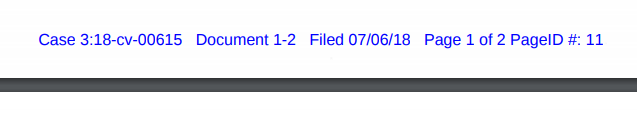 Case 3:18-cv-00615 Document 1-2 Filed 07/06/18 Page 1 of 2 PageID #: 11